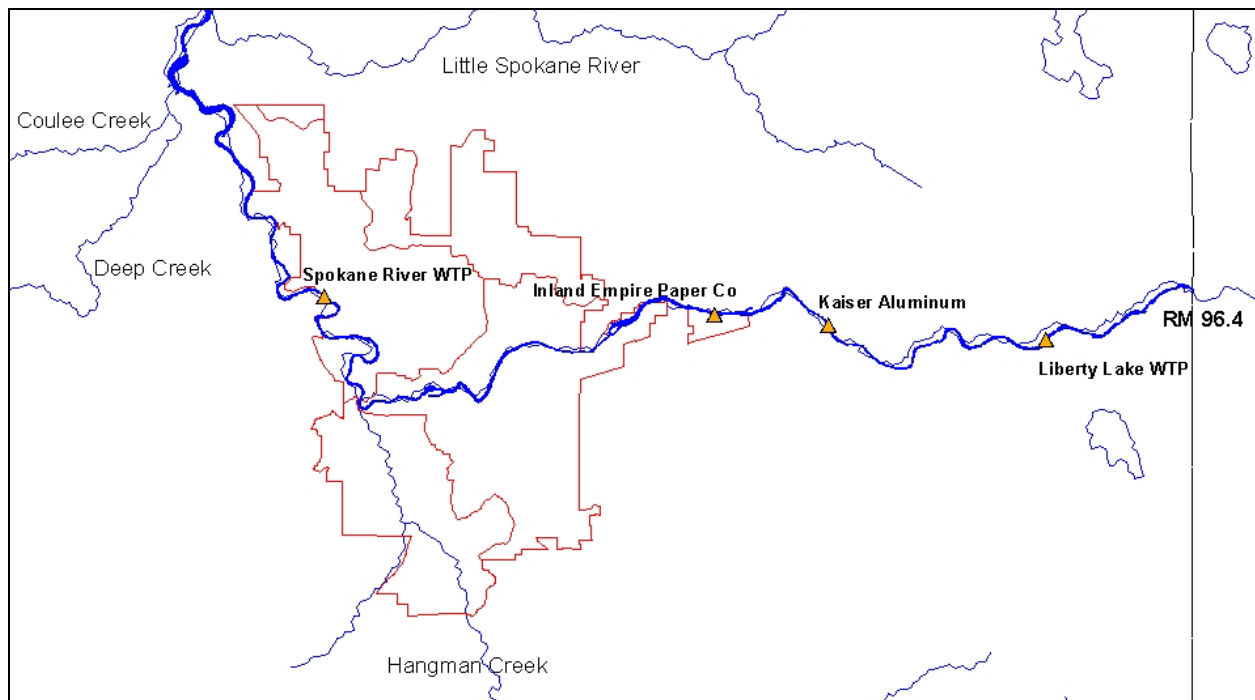 Little Spokane River
Coulee Creek
Deep Creek
Spokane River WTP
Inland Empire Paper Co
Kaiser Aluminum
RM 96.4
Liberty Lake WTP
Hangman Creek